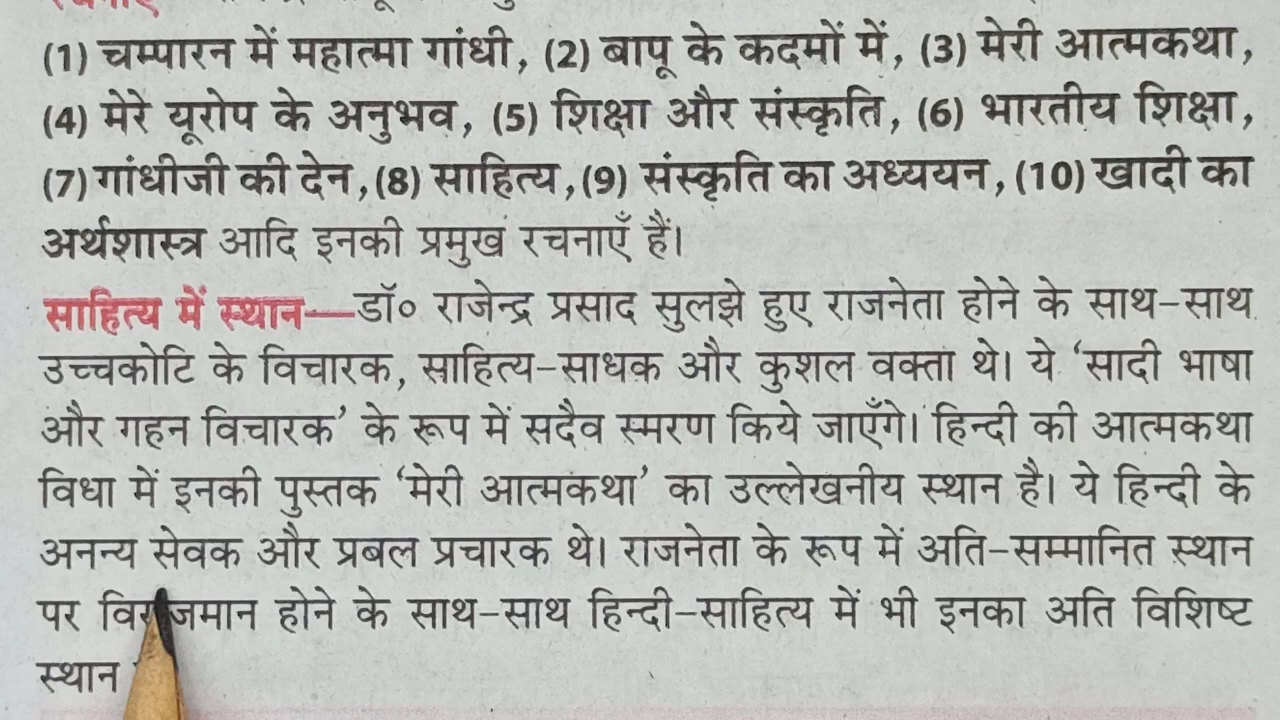 (1) चम्पारन में महात्मा गांधी, (2) बापू के कदमों में, (3) मेरी आत्मकथा,
(4) मेरे यूरोप के अनुभव, (5) शिक्षा और संस्कृति, (6) भारतीय शिक्षा,
(7) गांधीजी की देन, (8) साहित्य, (9) संस्कृति का अध्ययन, (10) खादी का
अर्थशास्त्र आदि इनकी प्रमुख रचनाएँ हैं।
साहित्य में स्थान—डॉ० राजेन्द्र प्रसाद सुलझे हुए राजनेता होने के साथ-साथ
उच्चकोटि के विचारक, साहित्य-साधक और कुशल वक्ता थे। ये ‘सादी भाषा
और गहन विचारक’ के रूप में सदैव स्मरण किये जाएँगे। हिन्दी की आत्मकथा
विधा में इनकी पुस्तक ‘मेरी आत्मकथा’ का उल्लेखनीय स्थान है। ये हिन्दी के
अनन्य सेवक और प्रबल प्रचारक थे। राजनेता के रूप में अति-सम्मानित स्थान
पर विराजमान होने के साथ-साथ हिन्दी-साहित्य में भी इनका अति विशिष्ट
स्थान